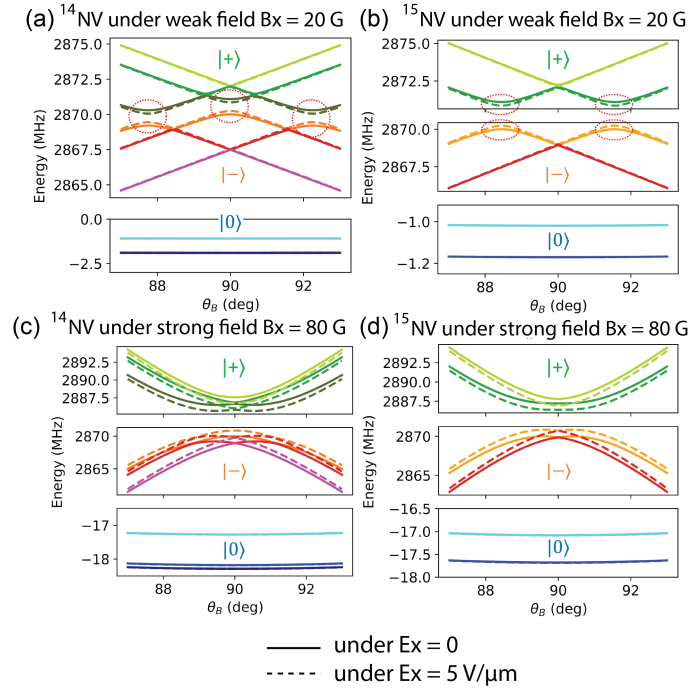 (a) ¹⁴NV under weak field Bx = 20 G
2875.0
2872.5
2870.0
2867.5
2865.0
Energy (MHz)
|+⟩
|−⟩
0.0
−2.5
|0⟩
88 90 92
θ_B (deg)
(b) ¹⁵NV under weak field Bx = 20 G
2875.0
2872.5
2870.0
2867.5
Energy (MHz)
|+⟩
|−⟩
−1.0
−1.2
|0⟩
88 90 92
θ_B (deg)
(c) ¹⁴NV under strong field Bx = 80 G
2892.5
2890.0
2887.5
2870
2865
Energy (MHz)
|+⟩
|−⟩
−17
−18
|0⟩
88 90 92
θ_B (deg)
(d) ¹⁵NV under strong field Bx = 80 G
2892.5
2890.0
2887.5
2870
2865
Energy (MHz)
|+⟩
|−⟩
−16.5
−17.0
−17.5
−18.0
|0⟩
88 90 92
θ_B (deg)
under Ex = 0
under Ex = 5 V/μm